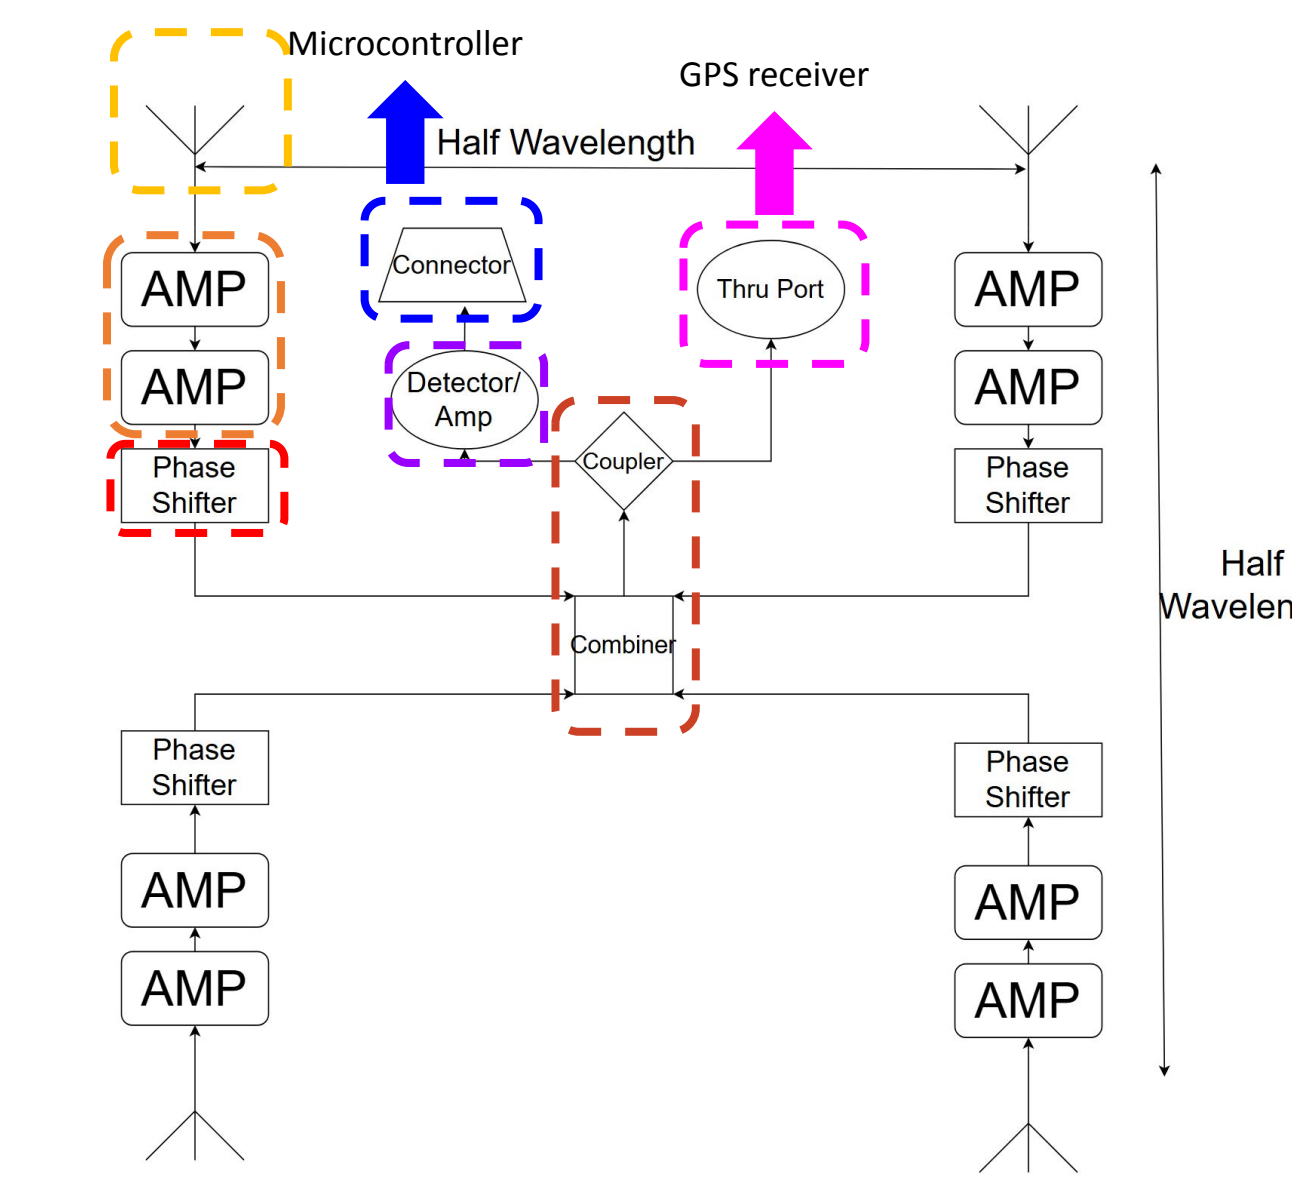 Microcontroller
GPS receiver
Half Wavelength
AMP
Connector
Thru Port
AMP
AMP
Detector/
Amp
AMP
Phase
Shifter
Coupler
Phase
Shifter
Half
Wavelen
Combiner
Phase
Shifter
Phase
Shifter
AMP
AMP
AMP
AMP